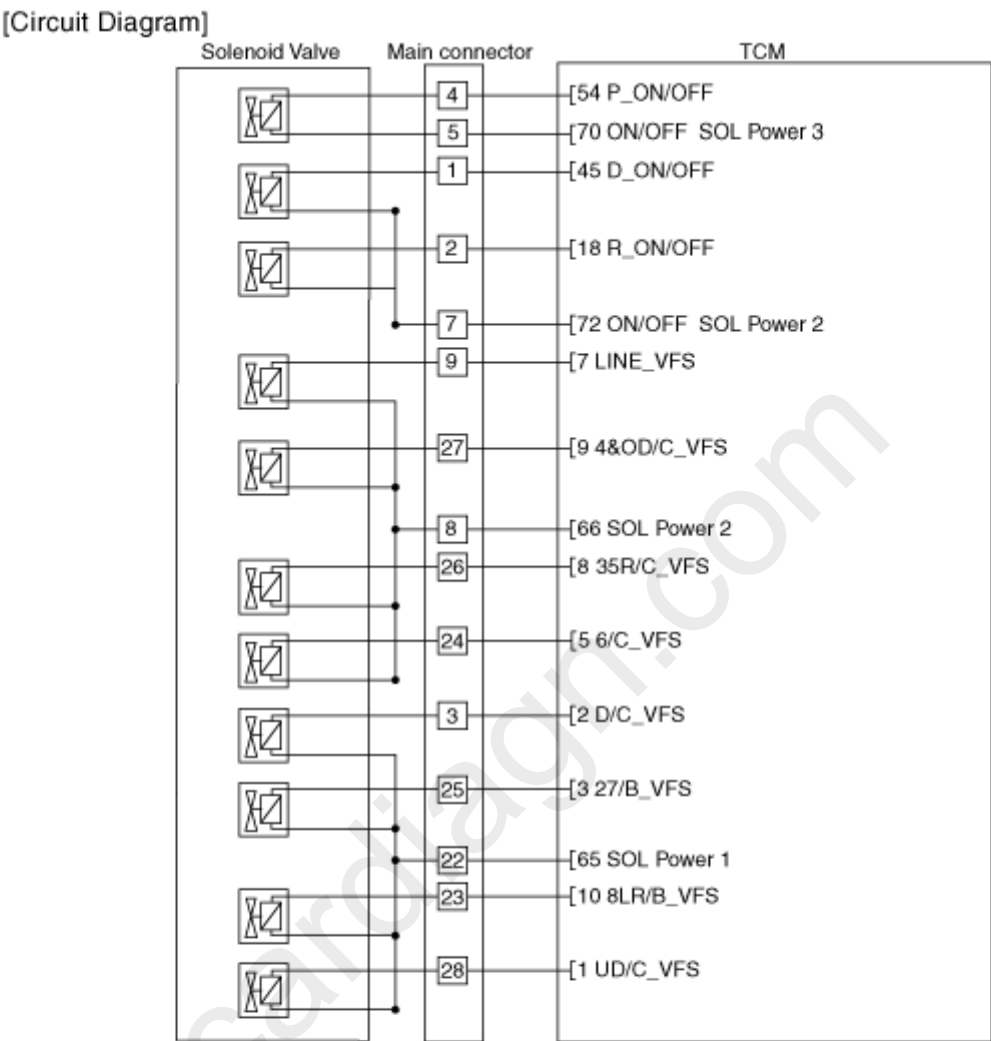 [Circuit Diagram]
Solenoid Valve Main connector TCM
4 [54 P_ON/OFF
5 [70 ON/OFF SOL Power 3
1 [45 D_ON/OFF
2 [18 R_ON/OFF
7 [72 ON/OFF SOL Power 2
9 [7 LINE_VFS
27 [9 4&OD/C_VFS
8 [66 SOL Power 2
26 [8 35R/C_VFS
24 [5 6/C_VFS
3 [2 D/C_VFS
25 [3 27/B_VFS
22 [65 SOL Power 1
23 [10 8LR/B_VFS
28 [1 UD/C_VFS
cardiagn.com